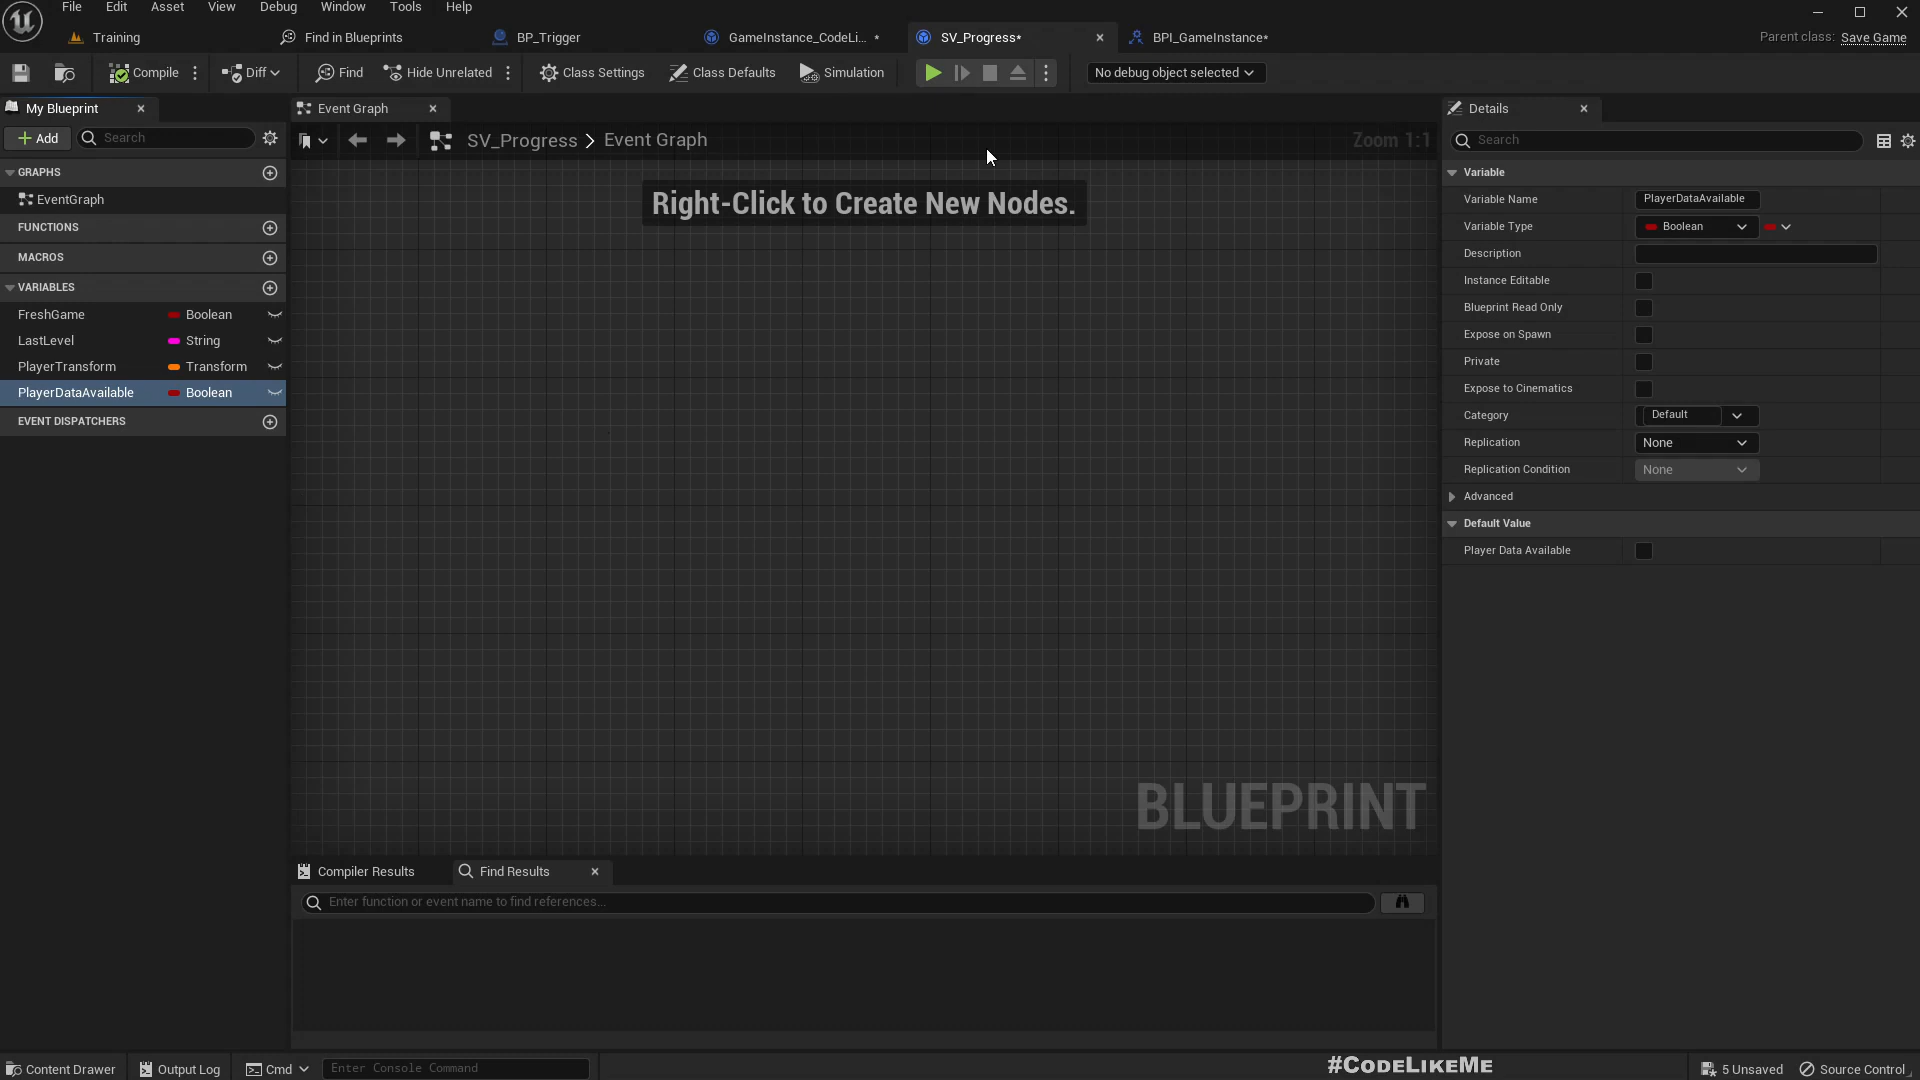 File Edit Asset View Debug Window Tools Help
Training Find in Blueprints BP_Trigger GameInstance_CodeLi... * SV_Progress* BPI_GameInstance* Parent class: Save Game
Compile Diff Find Hide Unrelated Class Settings Class Defaults Simulation No debug object selected
My Blueprint Event Graph Details
Add Search SV_Progress > Event Graph Zoom 1:1 Search
Right-Click to Create New Nodes.
GRAPHS
EventGraph
FUNCTIONS
MACROS
VARIABLES
FreshGame Boolean
LastLevel String
PlayerTransform Transform
PlayerDataAvailable Boolean
EVENT DISPATCHERS
Variable
Variable Name PlayerDataAvailable
Variable Type Boolean
Description
Instance Editable
Blueprint Read Only
Expose on Spawn
Private
Expose to Cinematics
Category Default
Replication None
Replication Condition None
Advanced
Default Value
Player Data Available
BLUEPRINT
Compiler Results Find Results
Enter function or event name to find references...
Content Drawer Output Log Cmd Enter Console Command #CODELIKEME 5 Unsaved Source Control